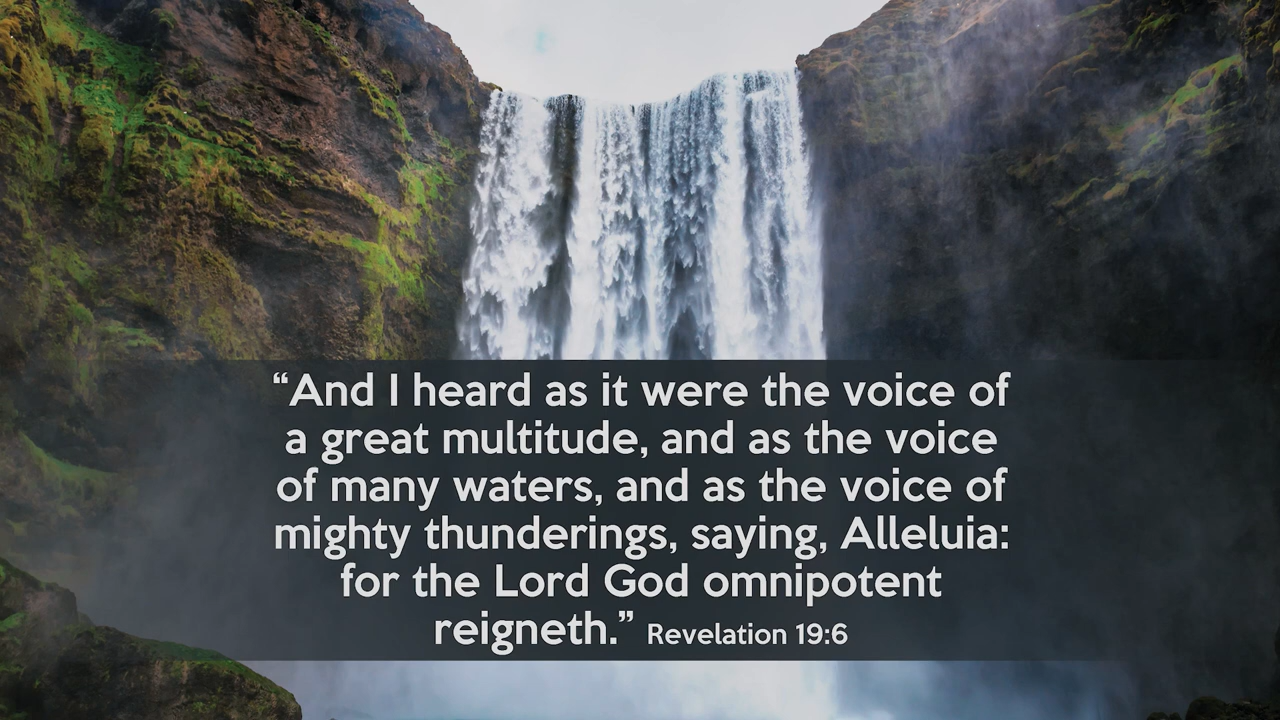 “And I heard as it were the voice of
a great multitude, and as the voice
of many waters, and as the voice of
mighty thunderings, saying, Alleluia:
for the Lord God omnipotent
reigneth.” Revelation 19:6